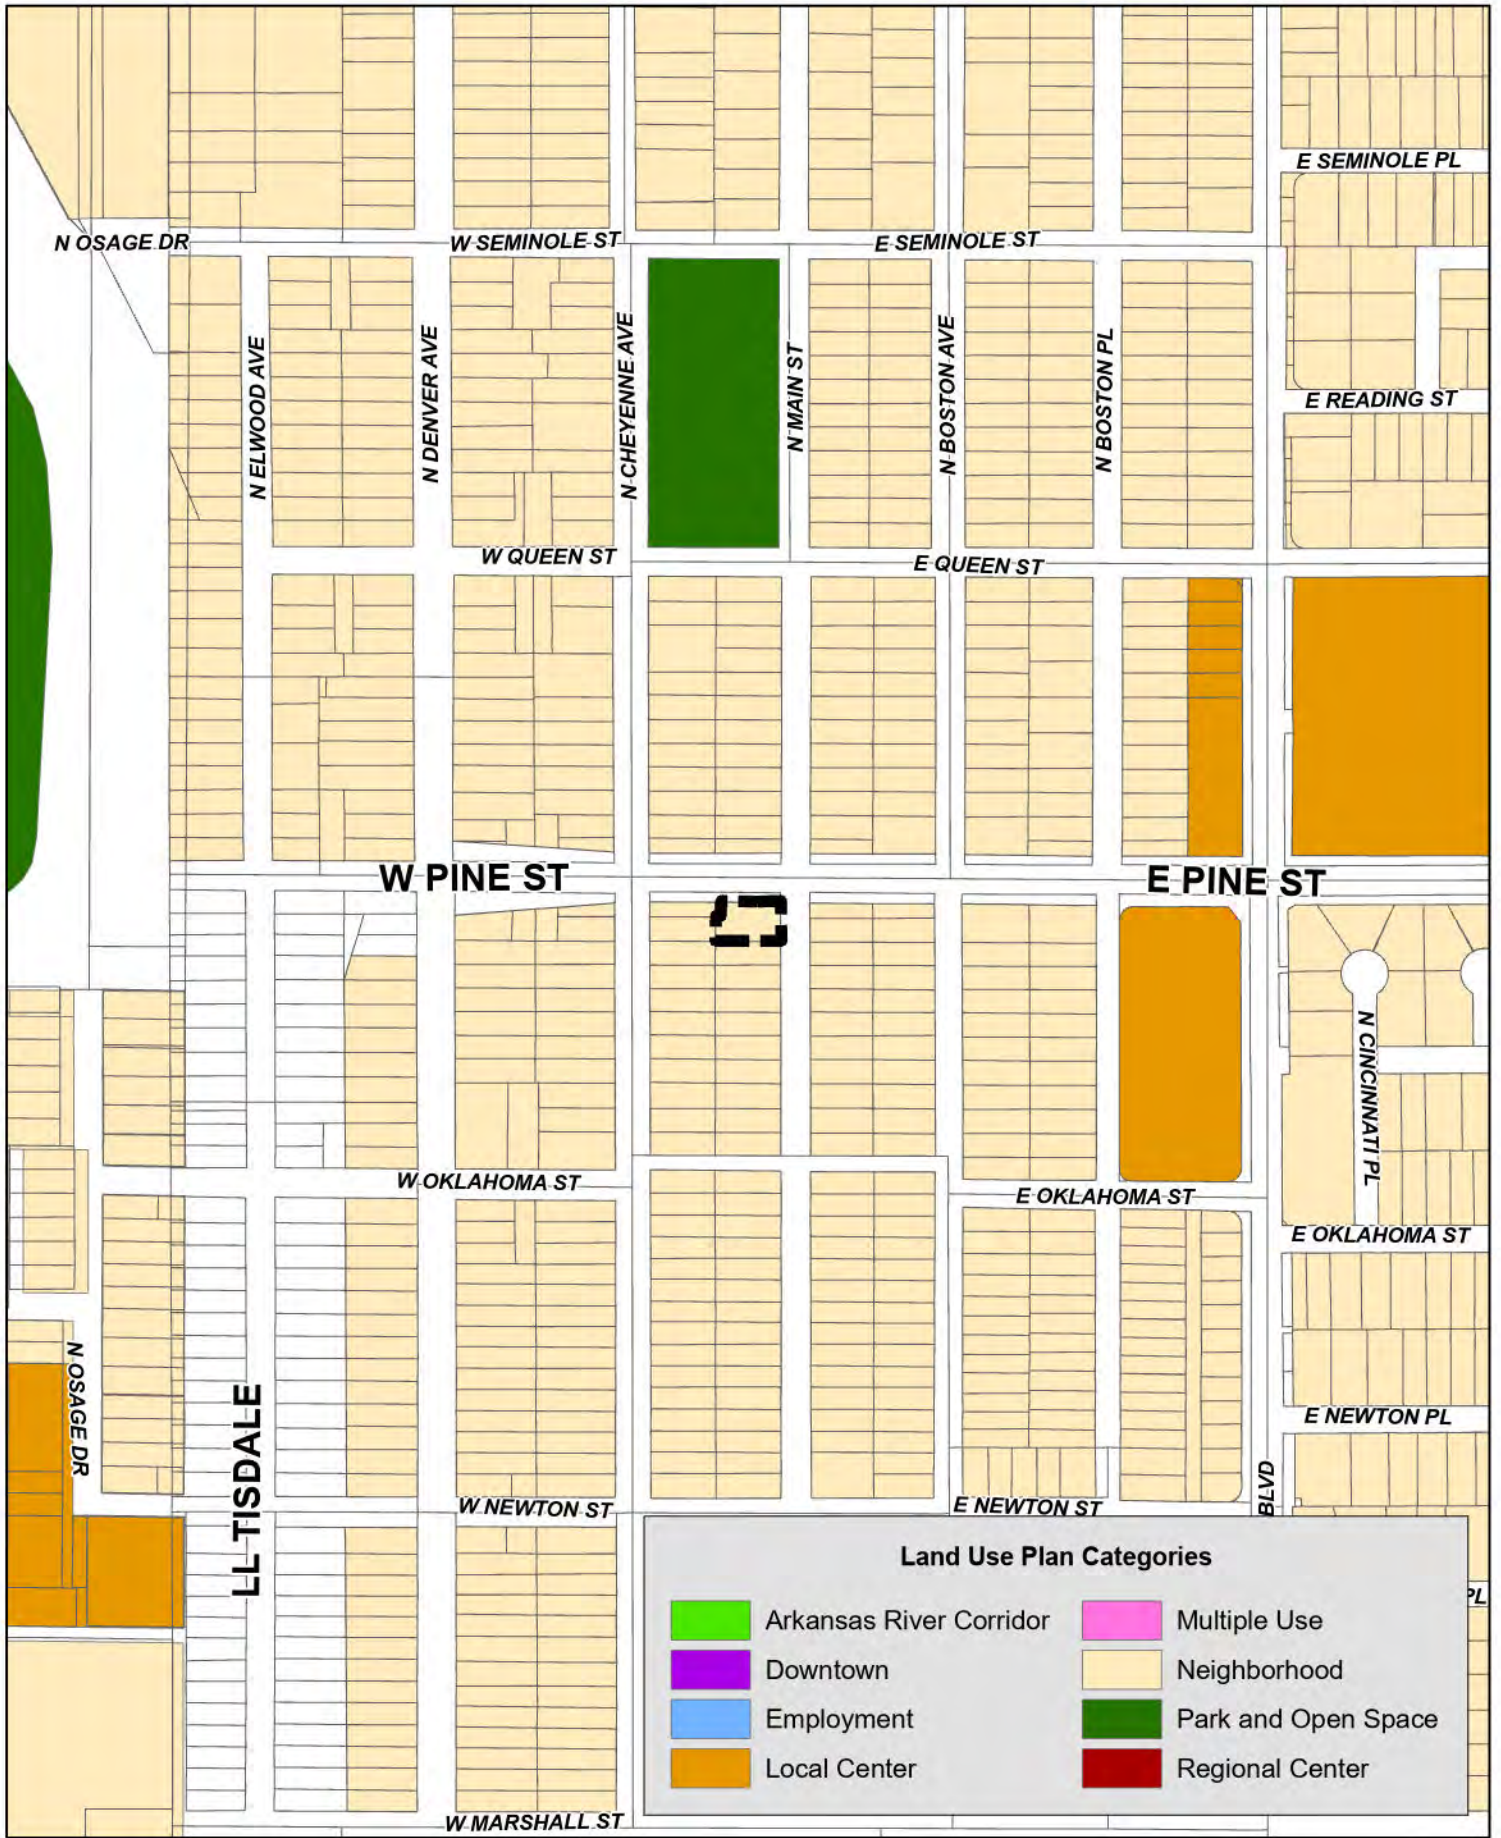 E SEMINOLE PL
N OSAGE DR
W SEMINOLE ST
E SEMINOLE ST
N ELWOOD AVE
N DENVER AVE
N CHEYENNE AVE
N MAIN ST
N BOSTON AVE
N BOSTON PL
E READING ST
W QUEEN ST
E QUEEN ST
W PINE ST
E PINE ST
N CINCINNATI PL
W OKLAHOMA ST
E OKLAHOMA ST
E OKLAHOMA ST
N OSAGE DR
LL TISDALE
E NEWTON PL
BLVD
W NEWTON ST
E NEWTON ST
Land Use Plan Categories
Arkansas River Corridor
Multiple Use
PL
Downtown
Neighborhood
Employment
Park and Open Space
Local Center
Regional Center
W MARSHALL ST